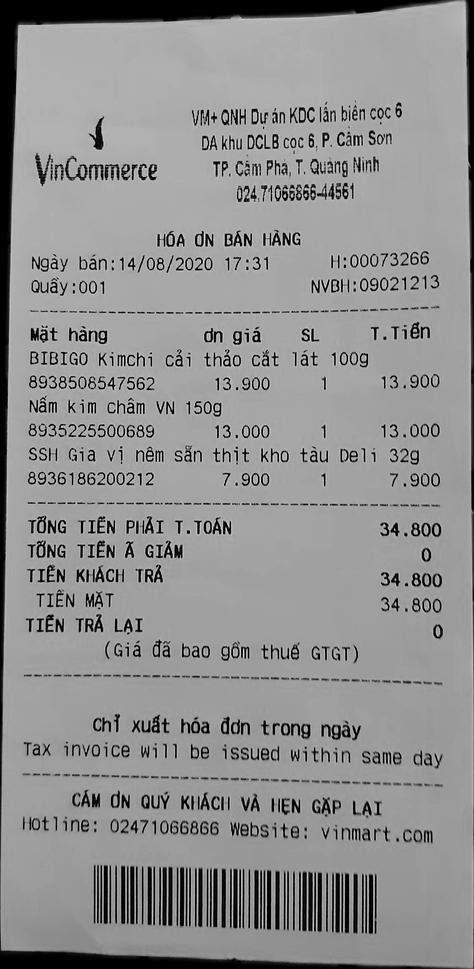 VM+ QNH Dự án KDC lấn biển cọc 6
DA khu DCLB cọc 6, P. Cẩm Sơn
VinCommerce
TP. Cẩm Phả, T. Quảng Ninh
024.71066866-44561
HÓA ƠN BÁN HÀNG
Ngày bán:14/08/2020 17:31 H:00073266
Quầy:001 NVBH:09021213
Mặt hàng ơn giá SL T.Tiền
BIBIGO Kimchi cải thảo cắt lát 100g
8938508547562 13.900 1 13.900
Nấm kim châm VN 150g
8935225500689 13.000 1 13.000
SSH Gia vị nêm sẵn thịt kho tàu Deli 32g
8936186200212 7.900 1 7.900
TỔNG TIỀN PHẢI T.TOÁN 34.800
TỔNG TIỀN Ã GIẢM 0
TIỀN KHÁCH TRẢ 34.800
TIỀN MẶT 34.800
TIỀN TRẢ LẠI 0
(Giá đã bao gồm thuế GTGT)
Chỉ xuất hóa đơn trong ngày
Tax invoice will be issued within same day
CẢM ƠN QUÝ KHÁCH VÀ HẸN GẶP LẠI
Hotline: 02471066866 Website: vinmart.com